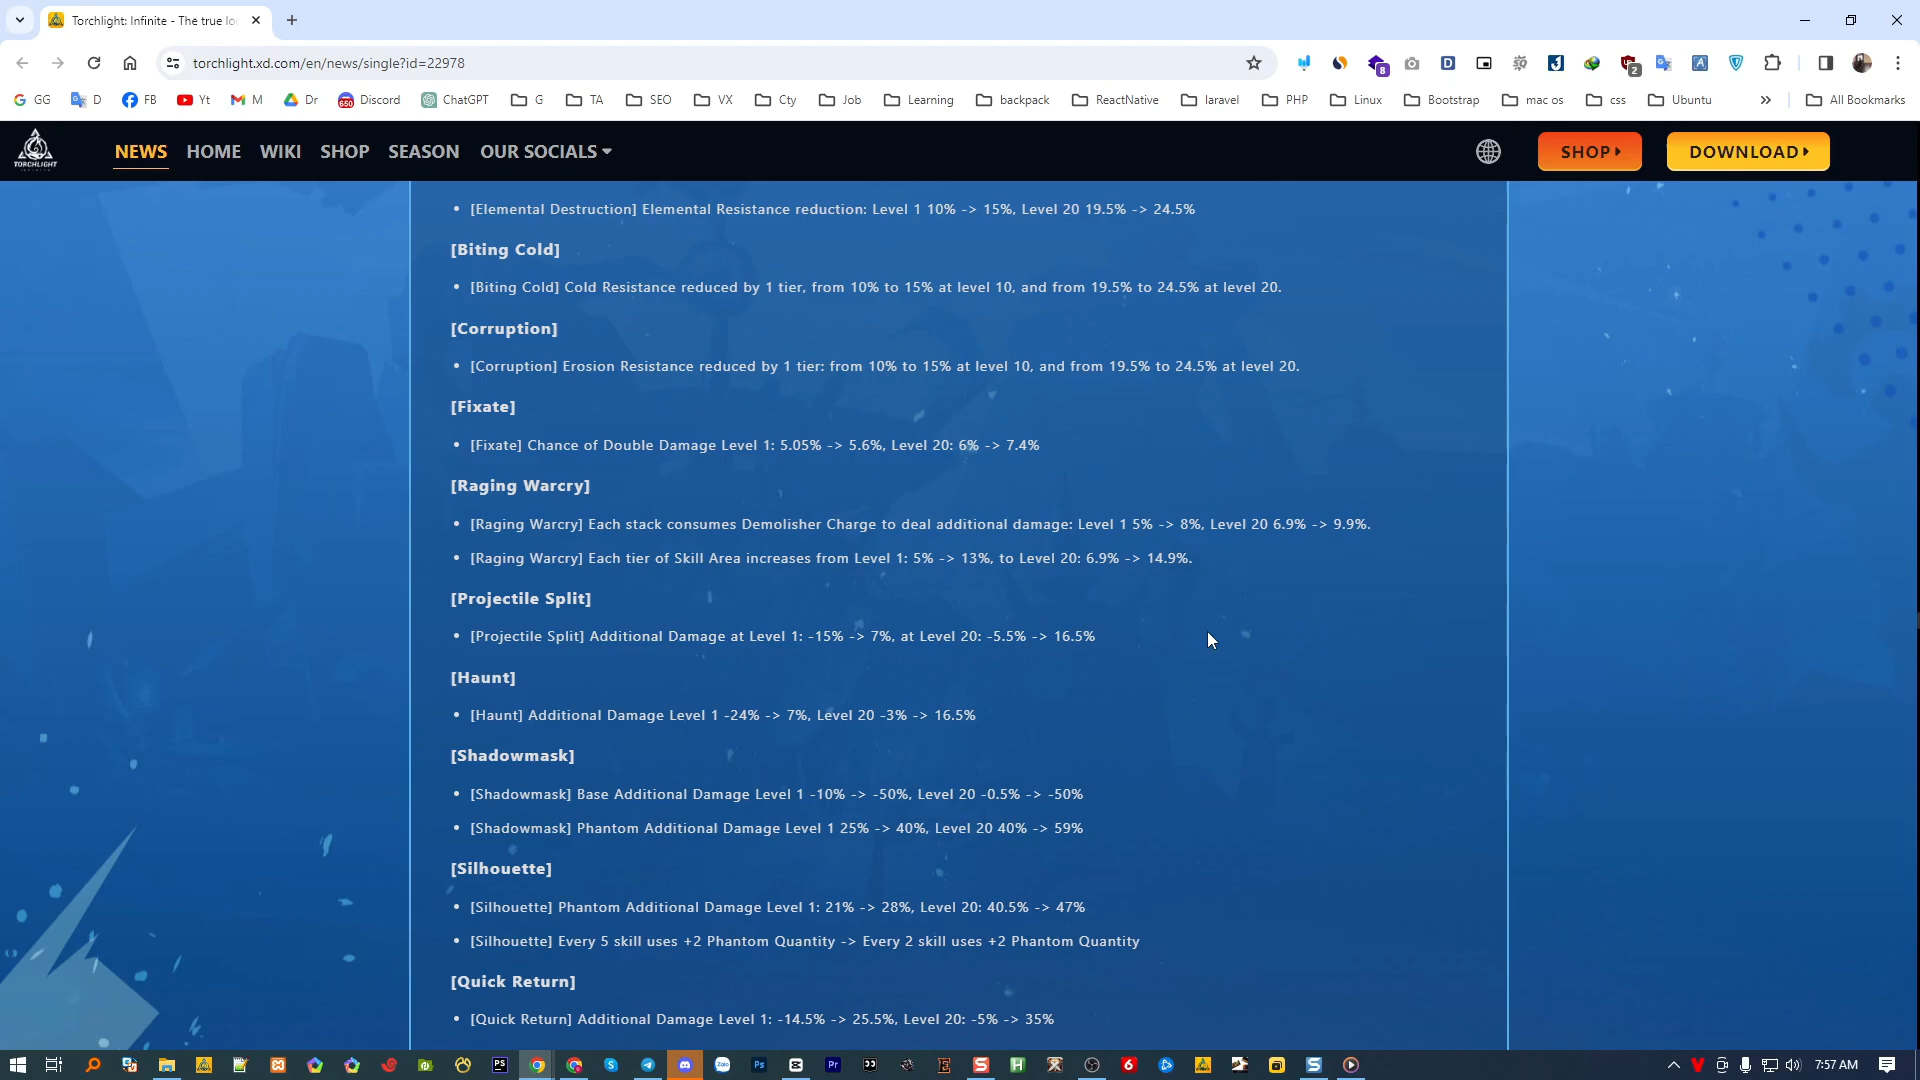 Torchlight: Infinite - The true lo
torchlight.xd.com/en/news/single?id=22978
8
2
GG D FB Yt M Dr Discord ChatGPT G TA SEO VX Cty Job Learning backpack ReactNative laravel PHP Linux Bootstrap mac os css Ubuntu » All Bookmarks
TORCHLIGHT
INFINITE
NEWS HOME WIKI SHOP SEASON OUR SOCIALS SHOP DOWNLOAD
• [Elemental Destruction] Elemental Resistance reduction: Level 1 10% -> 15%, Level 20 19.5% -> 24.5%
[Biting Cold]
• [Biting Cold] Cold Resistance reduced by 1 tier, from 10% to 15% at level 10, and from 19.5% to 24.5% at level 20.
[Corruption]
• [Corruption] Erosion Resistance reduced by 1 tier: from 10% to 15% at level 10, and from 19.5% to 24.5% at level 20.
[Fixate]
• [Fixate] Chance of Double Damage Level 1: 5.05% -> 5.6%, Level 20: 6% -> 7.4%
[Raging Warcry]
• [Raging Warcry] Each stack consumes Demolisher Charge to deal additional damage: Level 1 5% -> 8%, Level 20 6.9% -> 9.9%.
• [Raging Warcry] Each tier of Skill Area increases from Level 1: 5% -> 13%, to Level 20: 6.9% -> 14.9%.
[Projectile Split]
• [Projectile Split] Additional Damage at Level 1: -15% -> 7%, at Level 20: -5.5% -> 16.5%
[Haunt]
• [Haunt] Additional Damage Level 1 -24% -> 7%, Level 20 -3% -> 16.5%
[Shadowmask]
• [Shadowmask] Base Additional Damage Level 1 -10% -> -50%, Level 20 -0.5% -> -50%
• [Shadowmask] Phantom Additional Damage Level 1 25% -> 40%, Level 20 40% -> 59%
[Silhouette]
• [Silhouette] Phantom Additional Damage Level 1: 21% -> 28%, Level 20: 40.5% -> 47%
• [Silhouette] Every 5 skill uses +2 Phantom Quantity -> Every 2 skill uses +2 Phantom Quantity
[Quick Return]
• [Quick Return] Additional Damage Level 1: -14.5% -> 25.5%, Level 20: -5% -> 35%
7:57 AM